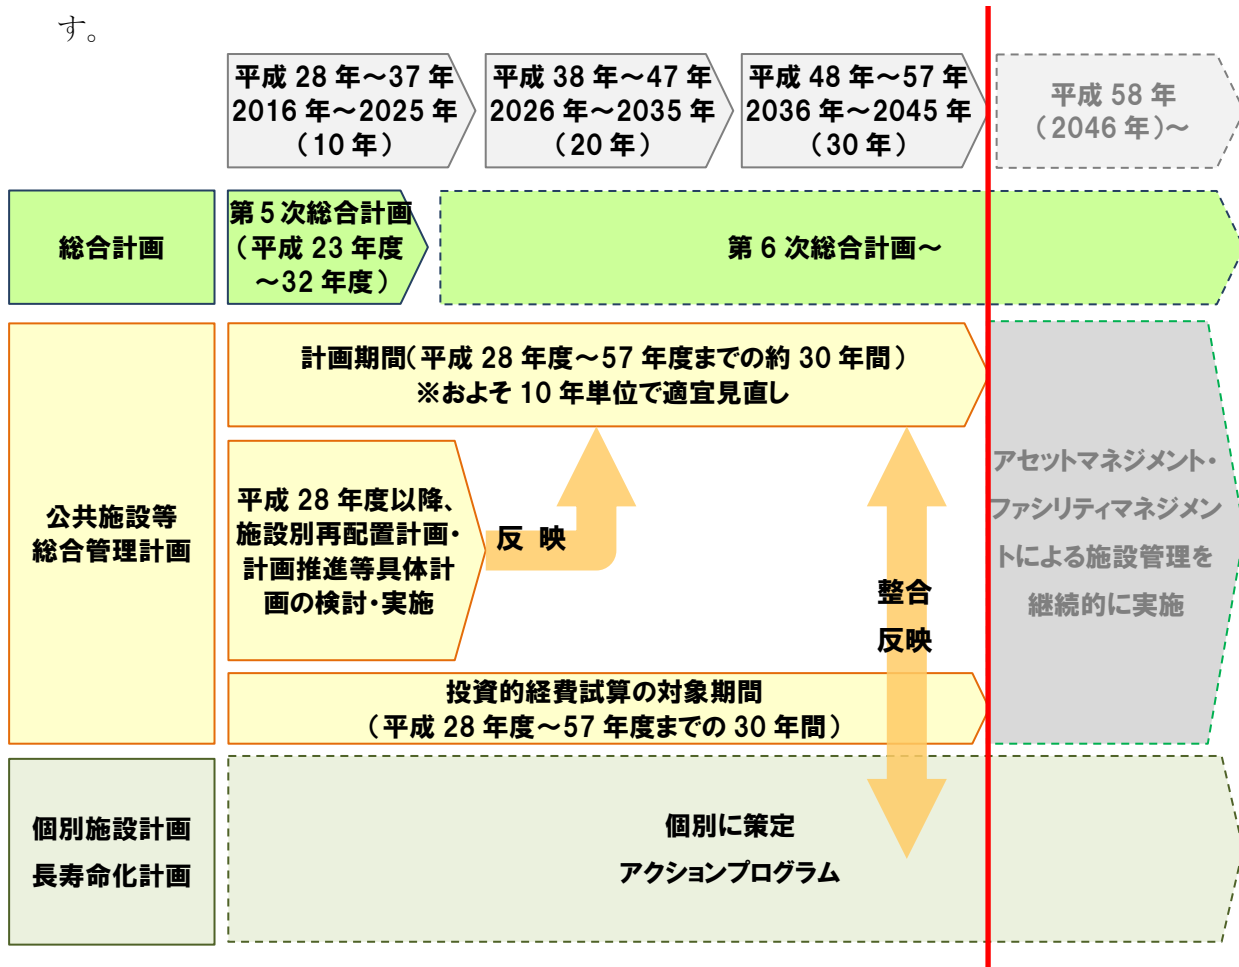 す。
平成 28 年～37 年
2016 年～2025 年
（10 年）
平成 38 年～47 年
2026 年～2035 年
（20 年）
平成 48 年～57 年
2036 年～2045 年
（30 年）
平成 58 年
（2046 年）～
総合計画
第５次総合計画
（平成 23 年度
～32 年度）
第 6 次総合計画～
公共施設等
総合管理計画
計画期間（平成 28 年度～57 年度までの約 30 年間）
※およそ 10 年単位で適宜見直し
平成 28 年度以降、
施設別再配置計画・
計画推進等具体計
画の検討・実施
反 映
整合
反映
アセットマネジメント・
ファシリティマネジメン
トによる施設管理を
継続的に実施
投資的経費試算の対象期間
（平成 28 年度～57 年度までの 30 年間）
個別施設計画
長寿命化計画
個別に策定
アクションプログラム